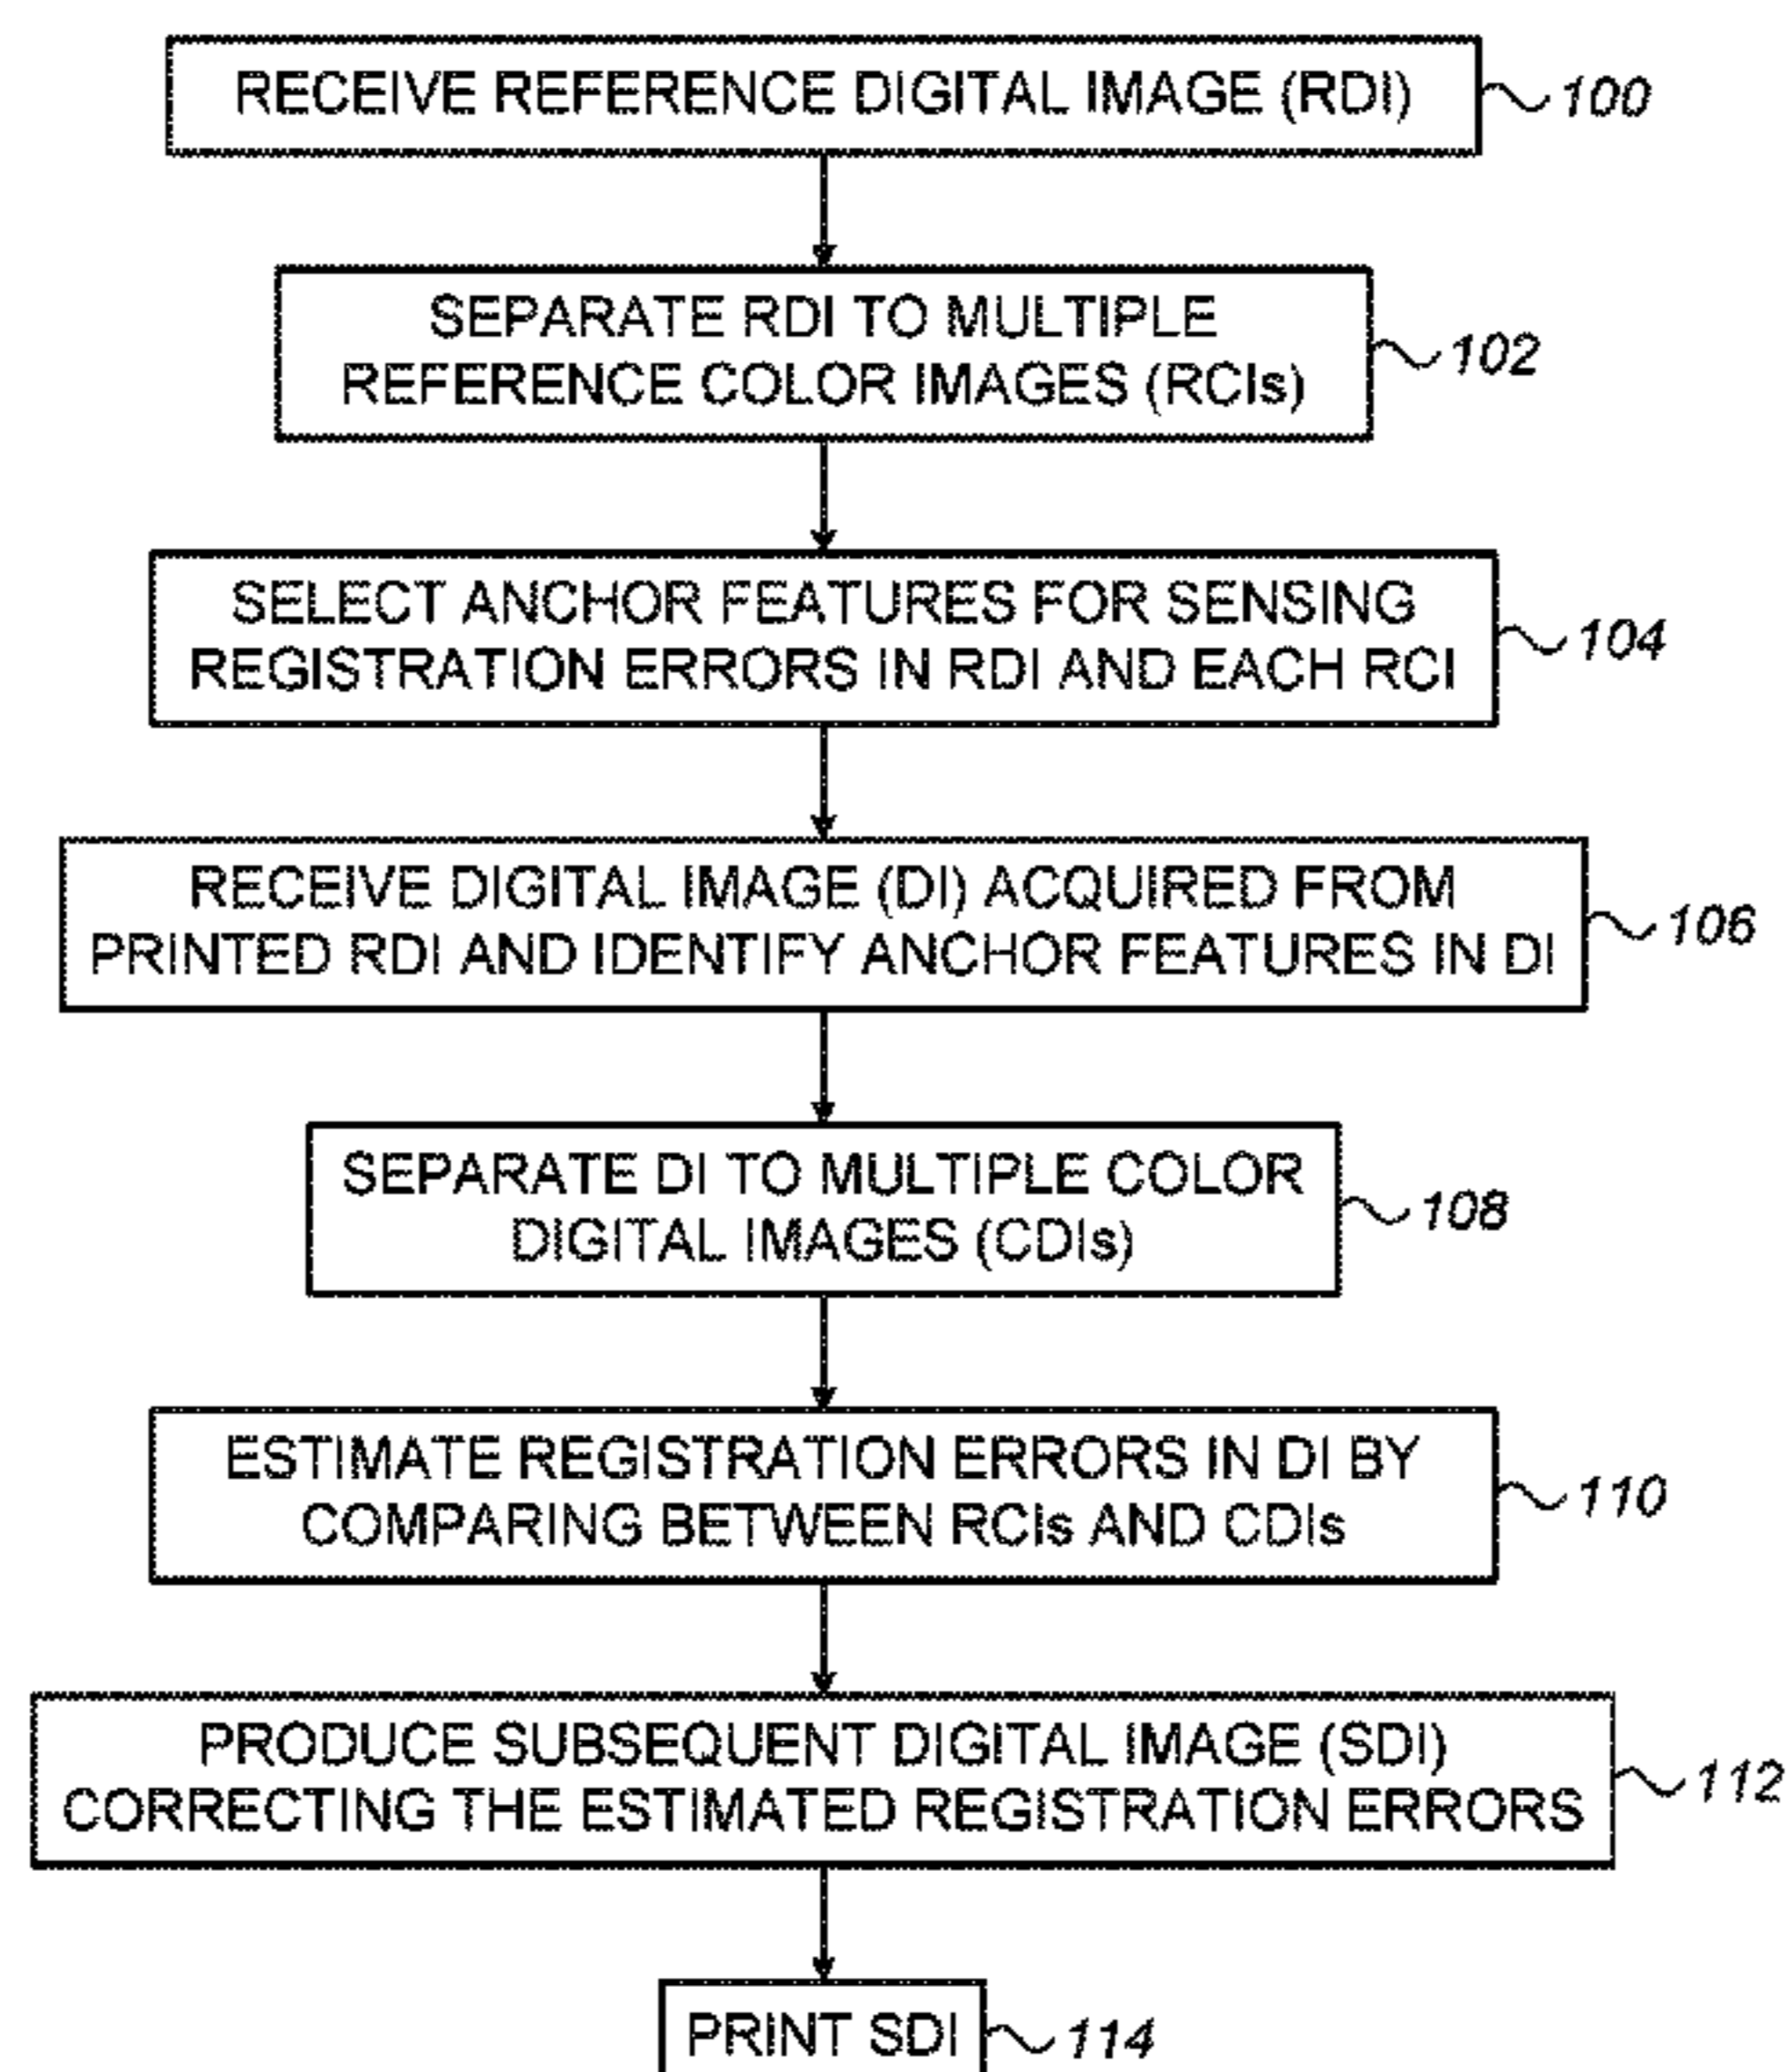 RECEIVE REFERENCE DIGITAL IMAGE (RDI)
100
SEPARATE RDI TO MULTIPLE
REFERENCE COLOR IMAGES (RCIs)
102
SELECT ANCHOR FEATURES FOR SENSING
REGISTRATION ERRORS IN RDI AND EACH RCI
104
RECEIVE DIGITAL IMAGE (DI) ACQUIRED FROM
PRINTED RDI AND IDENTIFY ANCHOR FEATURES IN DI
106
SEPARATE DI TO MULTIPLE COLOR
DIGITAL IMAGES (CDIs)
108
ESTIMATE REGISTRATION ERRORS IN DI BY
COMPARING BETWEEN RCIs AND CDIs
110
PRODUCE SUBSEQUENT DIGITAL IMAGE (SDI)
CORRECTING THE ESTIMATED REGISTRATION ERRORS
112
PRINT SDI
114